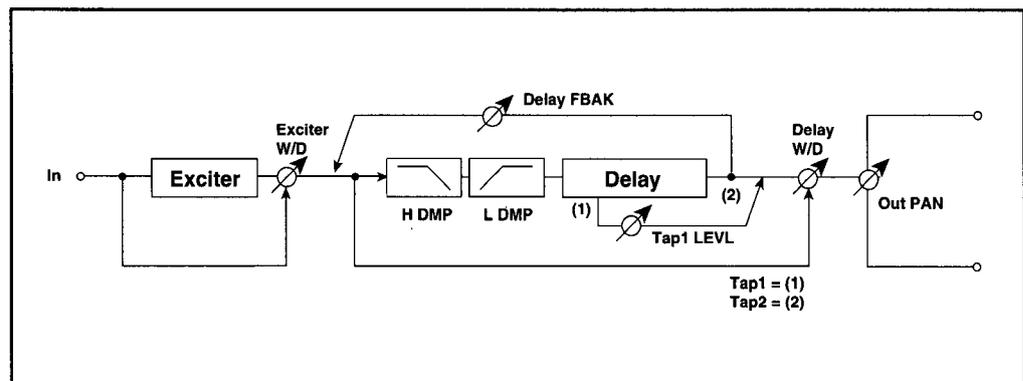 Delay FBAK
Exciter
W/D
Delay
W/D
In
Exciter
Delay
(1)
(2)
Out PAN
H DMP
L DMP
Tap1 LEVL
Tap1 = (1)
Tap2 = (2)